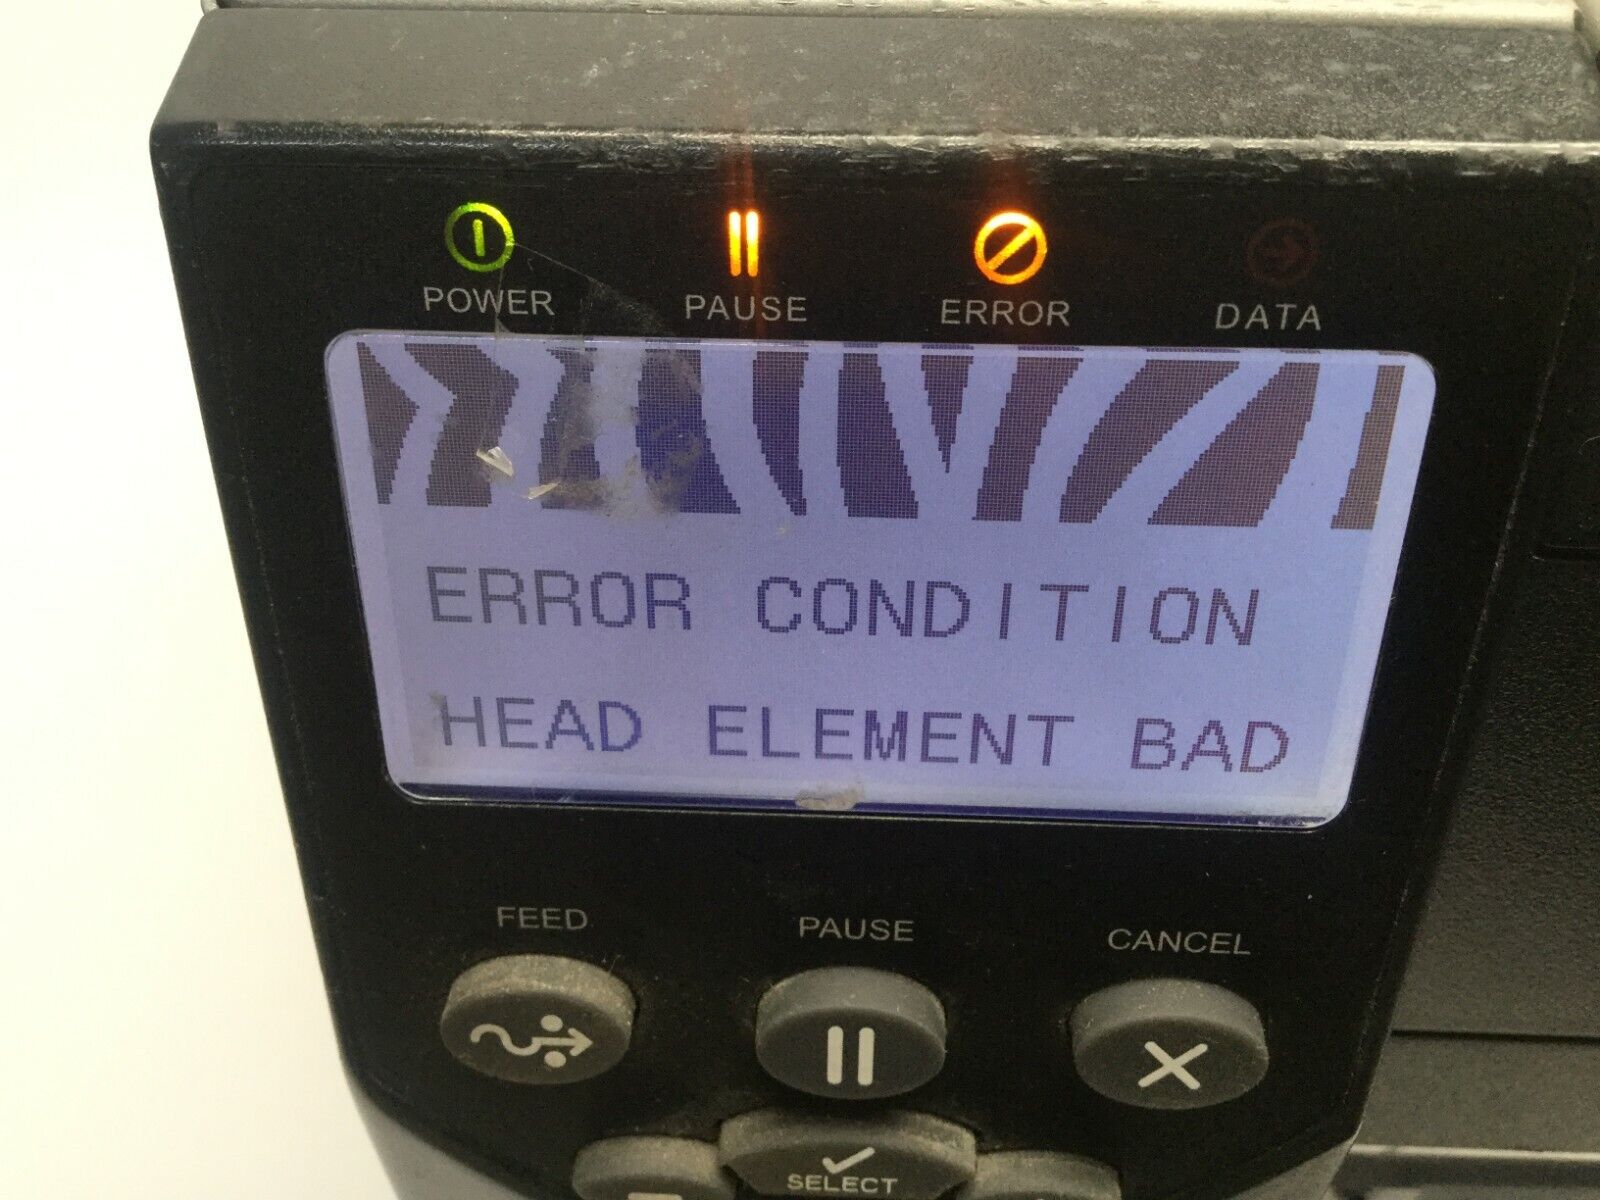 POWER PAUSE ERROR DATA
ERROR CONDITION
HEAD ELEMENT BAD
FEED PAUSE CANCEL
SELECT